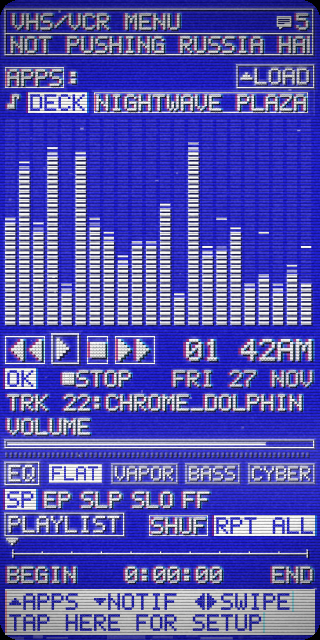 VHS/VCR MENU 5
NOT PUSHING RUSSIA HA
APPS: LOAD
DECK NIGHTWAVE PLAZA
01 42AM
OK STOP FRI 27 NOV
TRK 22:CHROME_DOLPHIN
VOLUME
EQ FLAT VAPOR BASS CYBER
SP EP SLP SLO FF
PLAYLIST SHUF RPT ALL
BEGIN 0:00:00 END
APPS NOTIF SWIPE
TAP HERE FOR SETUP